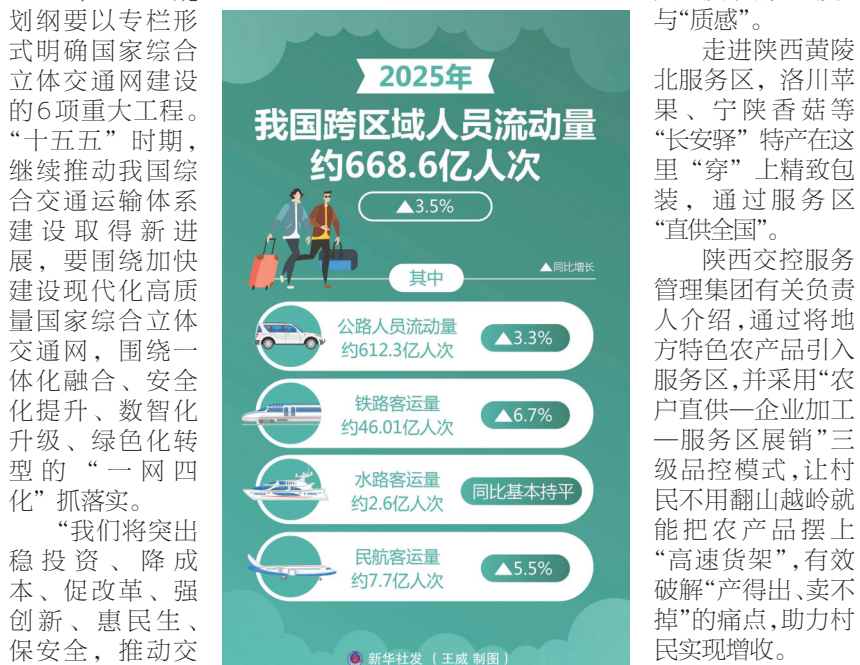 划纲要以专栏形
式明确国家综合
立体交通网建设
的6项重大工程。
“十五五”时期，
继续推动我国综
合交通运输体系
建设取得新进
展，要围绕加快
建设现代化高质
量国家综合立体
交通网，围绕一
体化融合、安全
化提升、数智化
升级、绿色化转
型的“一网四
化”抓落实。
“我们将突出
稳投资、降成
本、促改革、强
创新、惠民生、
保安全，推动交
2025年
我国跨区域人员流动量
约668.6亿人次
▲3.5%
▲同比增长
其中
公路人员流动量
约612.3亿人次
▲3.3%
铁路客运量
约46.01亿人次
▲6.7%
水路客运量
约2.6亿人次
同比基本持平
民航客运量
约7.7亿人次
▲5.5%
新华社发（王威 制图）
与“质感”。
走进陕西黄陵
北服务区，洛川苹
果、宁陕香菇等
“长安驿”特产在这
里“穿”上精致包
装，通过服务区
“直供全国”。
陕西交控服务
管理集团有关负责
人介绍，通过将地
方特色农产品引入
服务区，并采用“农
户直供—企业加工
—服务区展销”三
级品控模式，让村
民不用翻山越岭就
能把农产品摆上
“高速货架”，有效
破解“产得出、卖不
掉”的痛点，助力村
民实现增收。